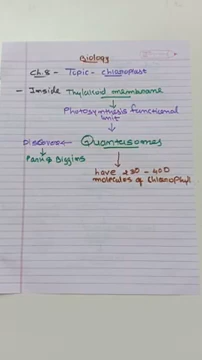 Biology
Ch. 8 - Topic - chloroplast
- Inside Thylakoid membrane
Photosynthesis functional
unit
Discover ← Quantasomes
Park & Biggins
have 230 - 400
molecules of chlorophyll